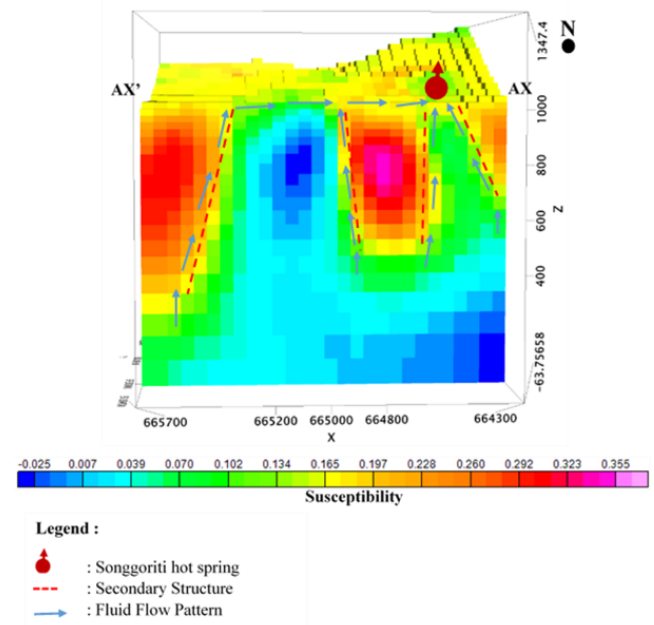 1347.4
N
AX'
AX
1000
800
600
400
-63.75658
Z
665700
665200
665000
664800
664300
X
-0.025 0.007 0.039 0.070 0.102 0.134 0.165 0.197 0.228 0.260 0.292 0.323 0.355
Susceptibility
Legend :
: Songgoriti hot spring
: Secondary Structure
: Fluid Flow Pattern